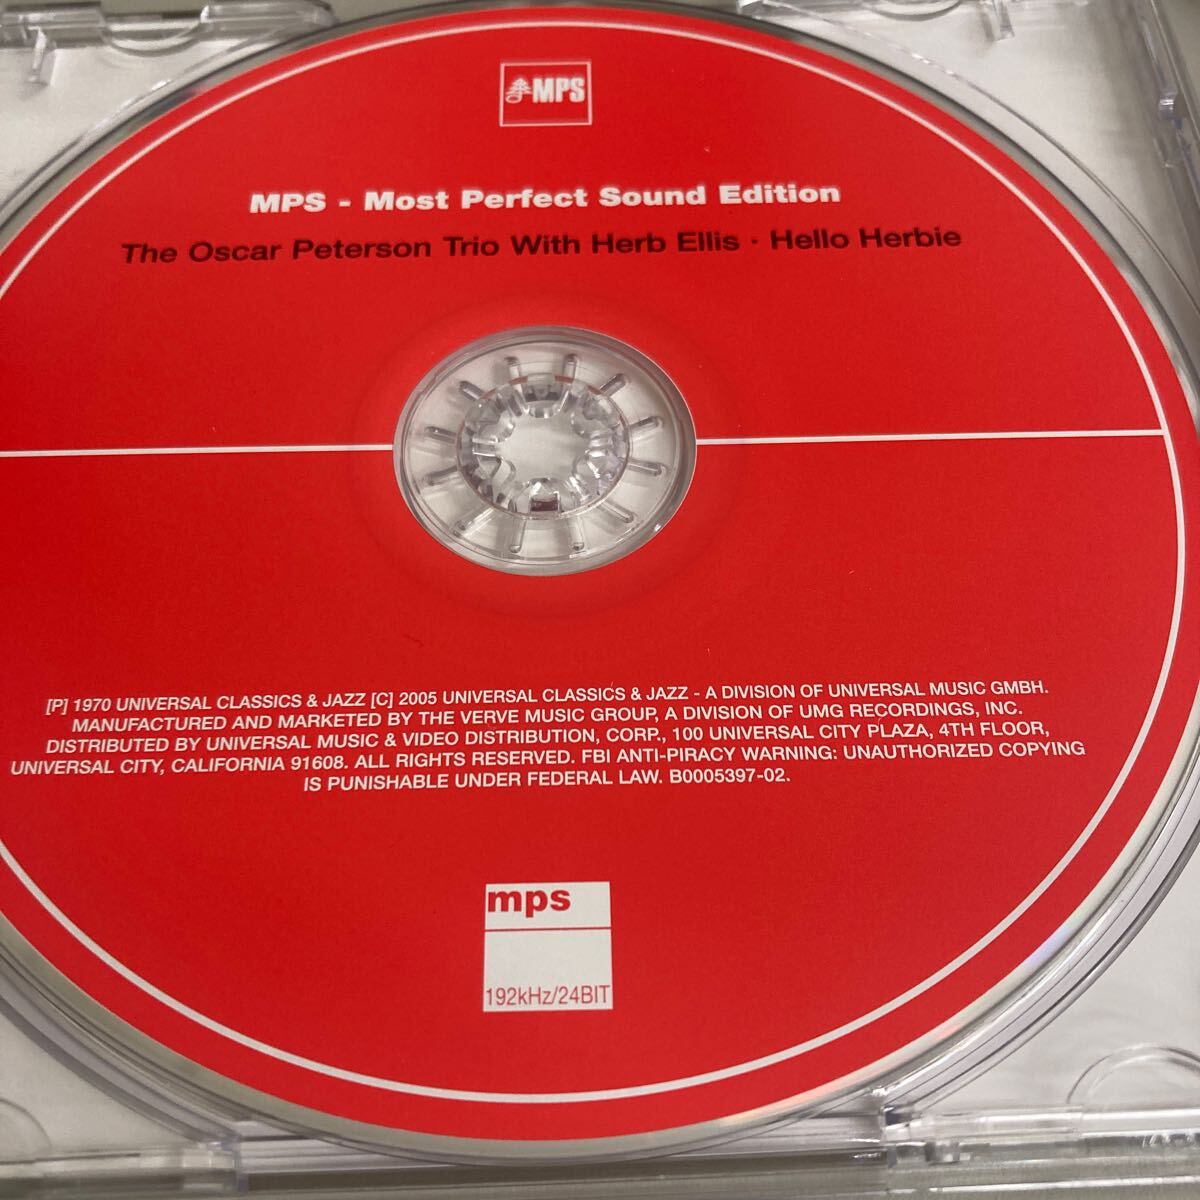 MPS
MPS - Most Perfect Sound Edition
The Oscar Peterson Trio With Herb Ellis · Hello Herbie
[P] 1970 UNIVERSAL CLASSICS & JAZZ [C] 2005 UNIVERSAL CLASSICS & JAZZ - A DIVISION OF UNIVERSAL MUSIC GMBH.
MANUFACTURED AND MARKETED BY THE VERVE MUSIC GROUP, A DIVISION OF UMG RECORDINGS, INC.
DISTRIBUTED BY UNIVERSAL MUSIC & VIDEO DISTRIBUTION, CORP., 100 UNIVERSAL CITY PLAZA, 4TH FLOOR,
UNIVERSAL CITY, CALIFORNIA 91608. ALL RIGHTS RESERVED. FBI ANTI-PIRACY WARNING: UNAUTHORIZED COPYING
IS PUNISHABLE UNDER FEDERAL LAW. B0005397-02.
mps
192kHz/24BIT